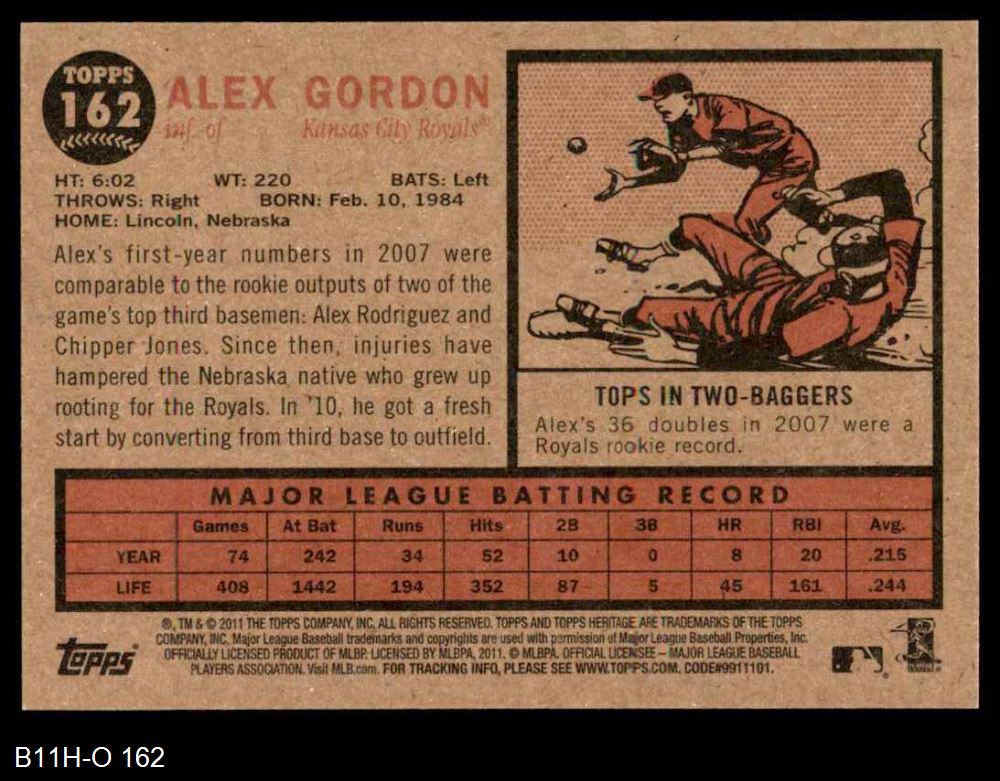 TOPPS
162
ALEX GORDON
inf.-of Kansas City Royals®
HT: 6:02 WT: 220 BATS: Left
THROWS: Right BORN: Feb. 10, 1984
HOME: Lincoln, Nebraska
Alex's first-year numbers in 2007 were
comparable to the rookie outputs of two of the
game's top third basemen: Alex Rodriguez and
Chipper Jones. Since then, injuries have
hampered the Nebraska native who grew up
rooting for the Royals. In '10, he got a fresh
start by converting from third base to outfield.
TOPS IN TWO-BAGGERS
Alex's 36 doubles in 2007 were a
Royals rookie record.
MAJOR LEAGUE BATTING RECORD
Games At Bat Runs Hits 2B 3B HR RBI Avg.
YEAR 74 242 34 52 10 0 8 20 .215
LIFE 408 1442 194 352 87 5 45 161 .244
®, TM & © 2011 THE TOPPS COMPANY, INC, ALL RIGHTS RESERVED. TOPPS AND TOPPS HERITAGE ARE TRADEMARKS OF THE TOPPS
COMPANY, INC. Major League Baseball trademarks and copyrights are used with permission of Major League Baseball Properties, Inc.
OFFICIALLY LICENSED PRODUCT OF MLBP. LICENSED BY MLBPA, 2011. © MLBPA. OFFICIAL LICENSEE – MAJOR LEAGUE BASEBALL
PLAYERS ASSOCIATION. Visit MLB.com. FOR TRACKING INFO, PLEASE SEE WWW.TOPPS.COM. CODE#9911101.
topps
B11H-O 162